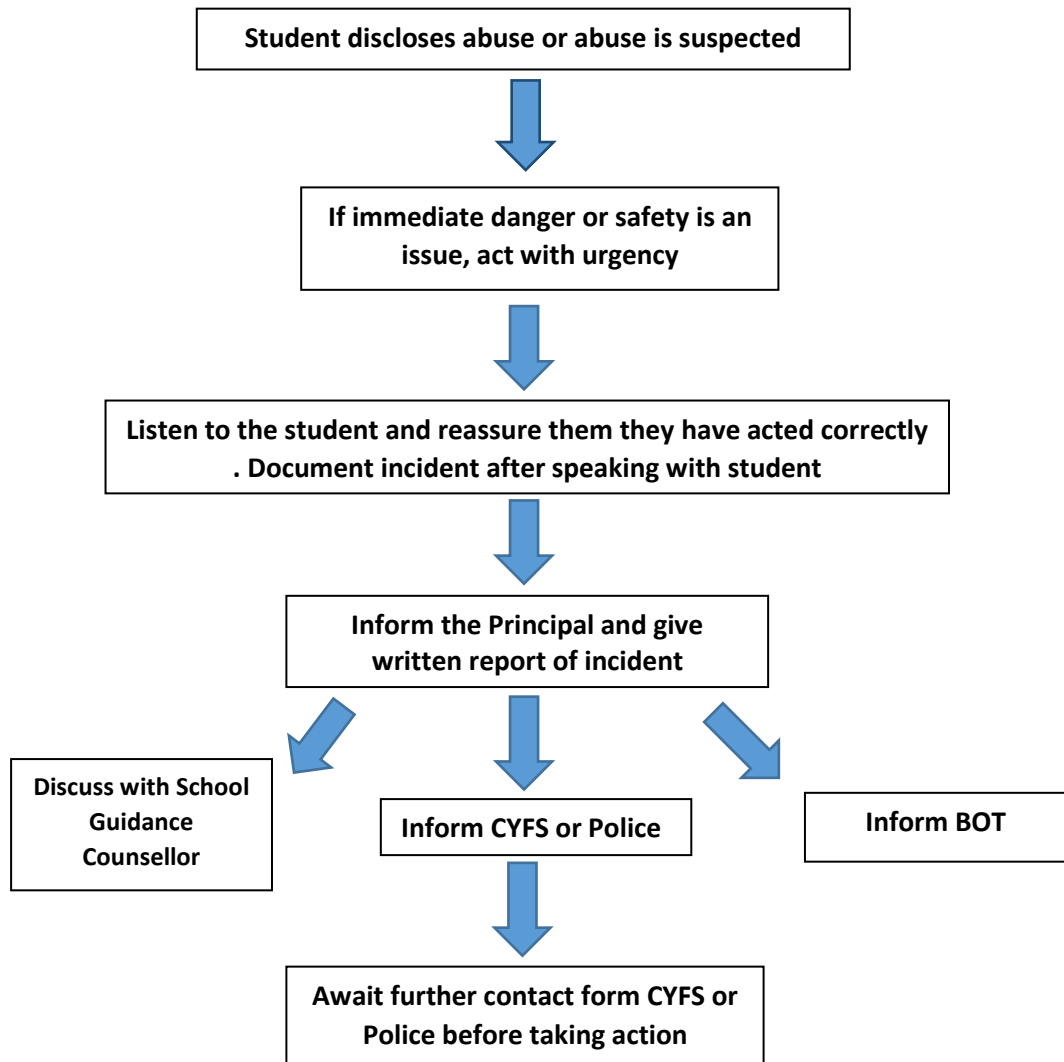 Student discloses abuse or abuse is suspected
If immediate danger or safety is an
issue, act with urgency
Listen to the student and reassure them they have acted correctly
. Document incident after speaking with student
Inform the Principal and give
written report of incident
Discuss with School
Guidance
Counsellor
Inform CYFS or Police
Inform BOT
Await further contact form CYFS or
Police before taking action